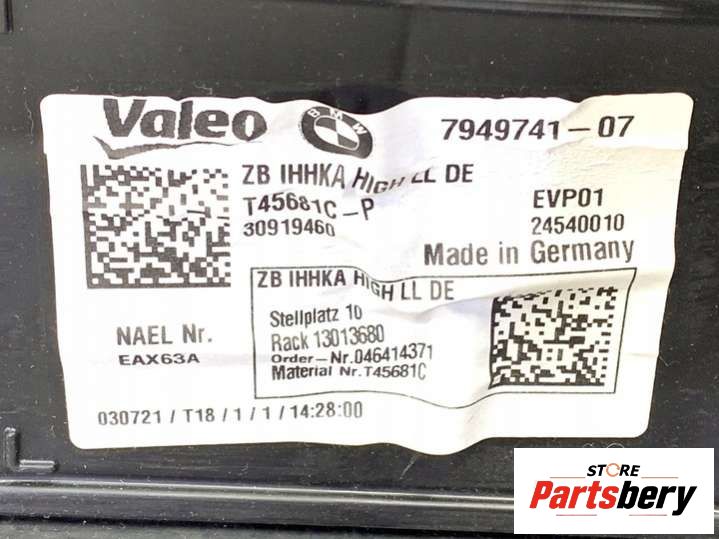 Valeo BMW 7949741-07
ZB IHHKA HIGH LL DE
T45681C-P EVP01
30919460 24540010
Made in Germany
ZB IHHKA HIGH LL DE
Stellplatz 10
Rack 13013680
Order-Nr.046414371
Material Nr.T45681C
NAEL Nr.
EAX63A
030721/T18/1/1/14:28:00
STORE
Partsbery